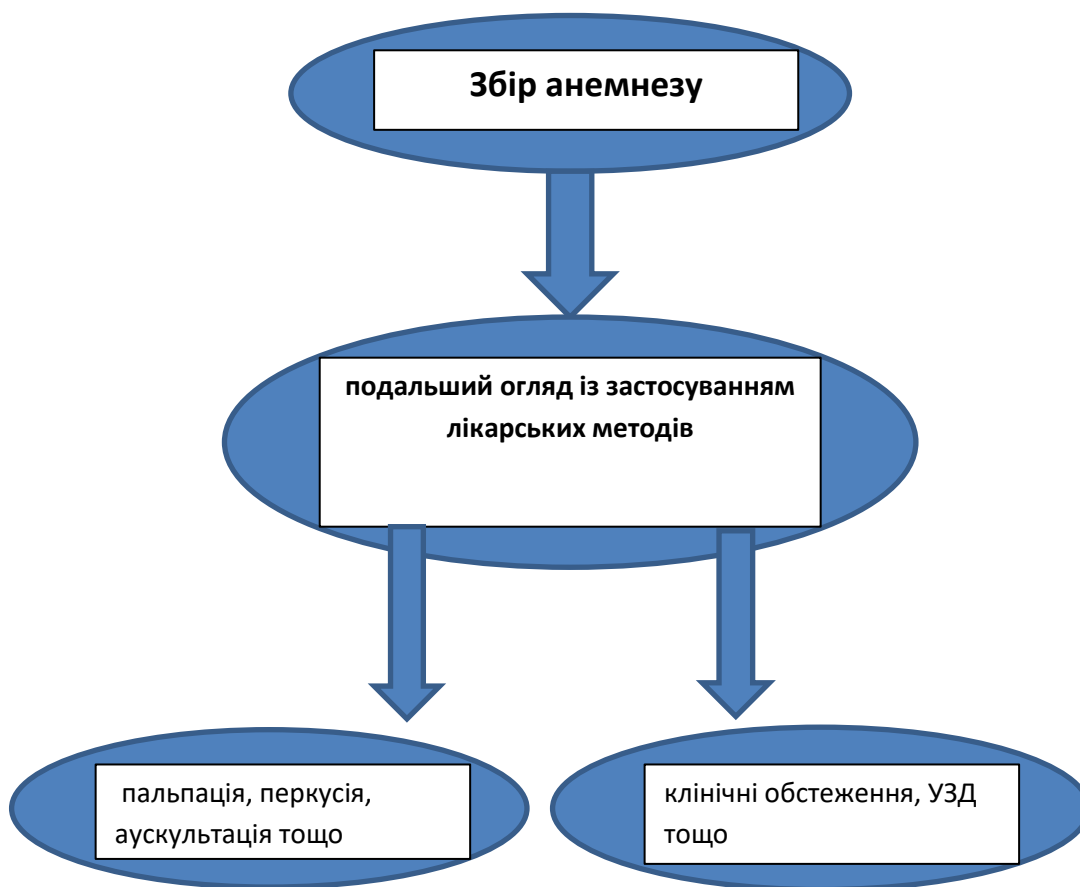 Збір анемнезу
подальший огляд із застосуванням
лікарських методів
пальпація, перкусія,
аускультація тощо
клінічні обстеження, УЗД
тощо